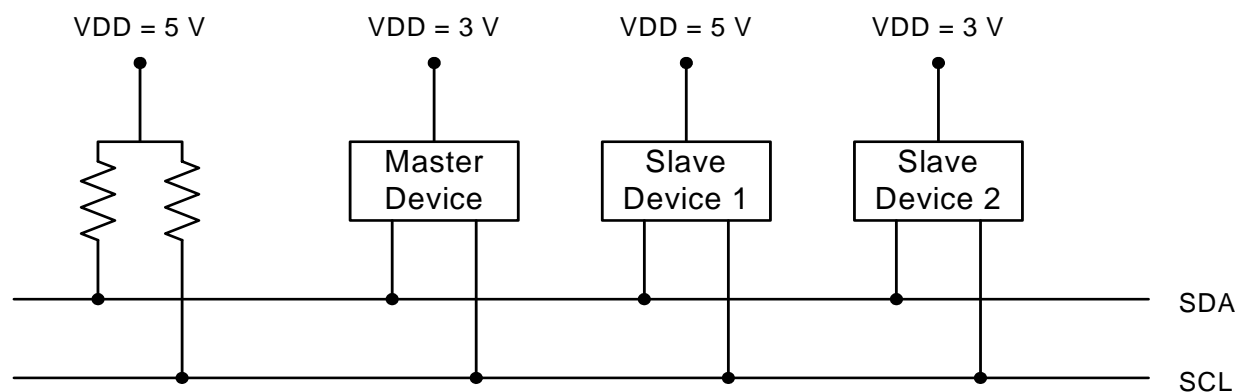 VDD = 5 V
VDD = 3 V
VDD = 5 V
VDD = 3 V
Master
Device
Slave
Device 1
Slave
Device 2
SDA
SCL